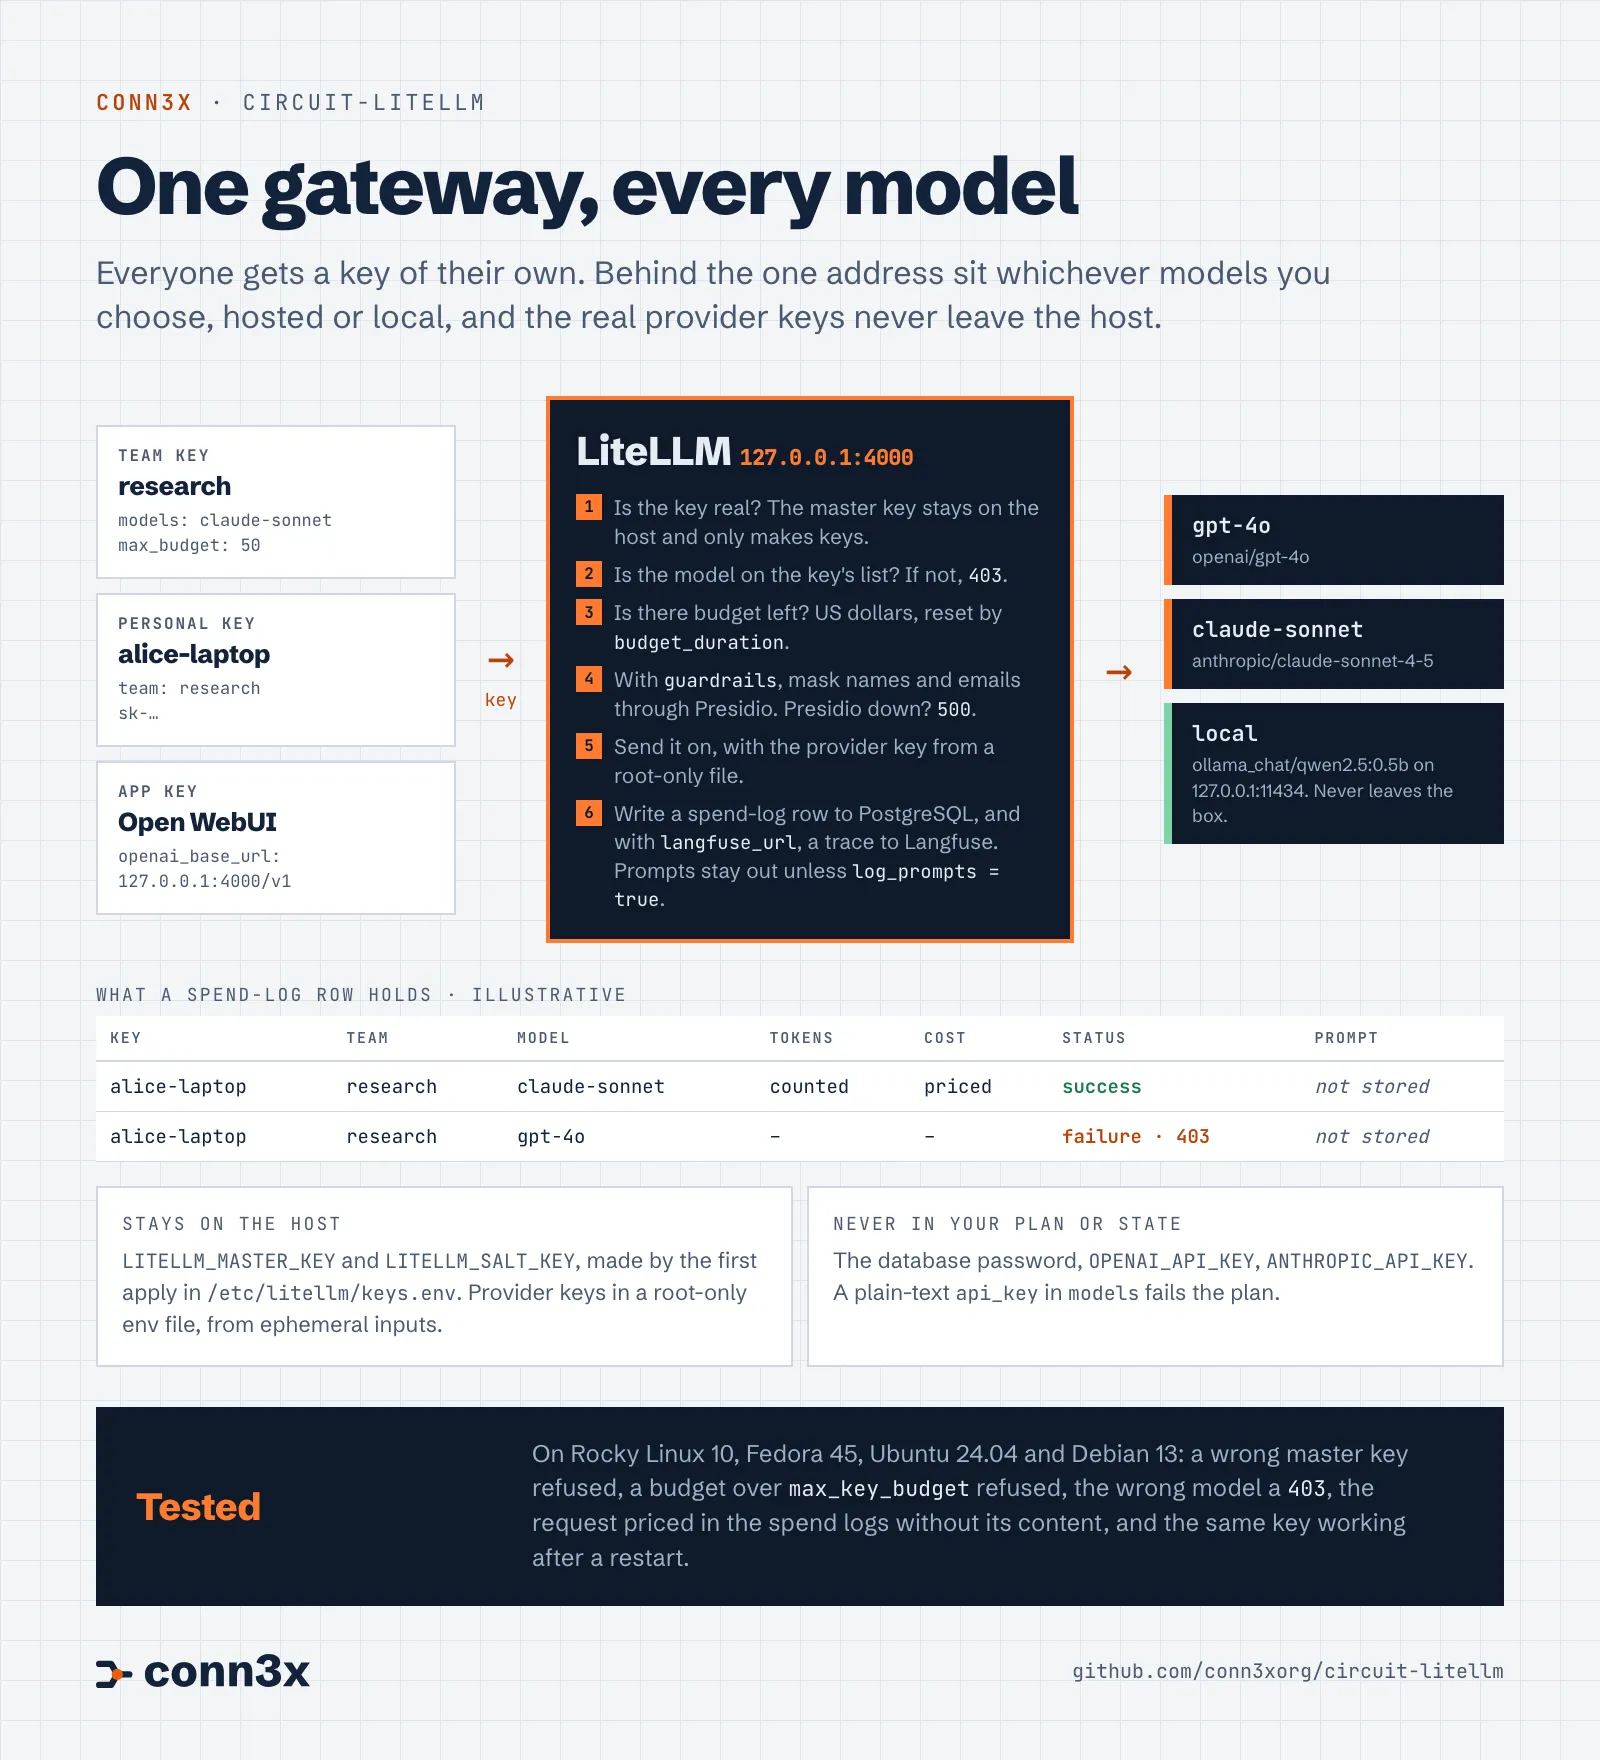 CONN3X · CIRCUIT-LITELLM
One gateway, every model
Everyone gets a key of their own. Behind the one address sit whichever models you
choose, hosted or local, and the real provider keys never leave the host.
TEAM KEY
research
models: claude-sonnet
max_budget: 50
PERSONAL KEY
alice-laptop
team: research
sk-…
APP KEY
Open WebUI
openai_base_url:
127.0.0.1:4000/v1
→
key
LiteLLM 127.0.0.1:4000
1 Is the key real? The master key stays on the
host and only makes keys.
2 Is the model on the key's list? If not, 403.
3 Is there budget left? US dollars, reset by
budget_duration.
4 With guardrails, mask names and emails
through Presidio. Presidio down? 500.
5 Send it on, with the provider key from a
root-only file.
6 Write a spend-log row to PostgreSQL, and
with langfuse_url, a trace to Langfuse.
Prompts stay out unless log_prompts =
true.
→
gpt-4o
openai/gpt-4o
claude-sonnet
anthropic/claude-sonnet-4-5
local
ollama_chat/qwen2.5:0.5b on
127.0.0.1:11434. Never leaves the
box.
WHAT A SPEND-LOG ROW HOLDS · ILLUSTRATIVE
KEY TEAM MODEL TOKENS COST STATUS PROMPT
alice-laptop research claude-sonnet counted priced success not stored
alice-laptop research gpt-4o – – failure · 403 not stored
STAYS ON THE HOST
LITELLM_MASTER_KEY and LITELLM_SALT_KEY, made by the first
apply in /etc/litellm/keys.env. Provider keys in a root-only
env file, from ephemeral inputs.
NEVER IN YOUR PLAN OR STATE
The database password, OPENAI_API_KEY, ANTHROPIC_API_KEY.
A plain-text api_key in models fails the plan.
Tested
On Rocky Linux 10, Fedora 45, Ubuntu 24.04 and Debian 13: a wrong master key
refused, a budget over max_key_budget refused, the wrong model a 403, the
request priced in the spend logs without its content, and the same key working
after a restart.
conn3x
github.com/conn3xorg/circuit-litellm